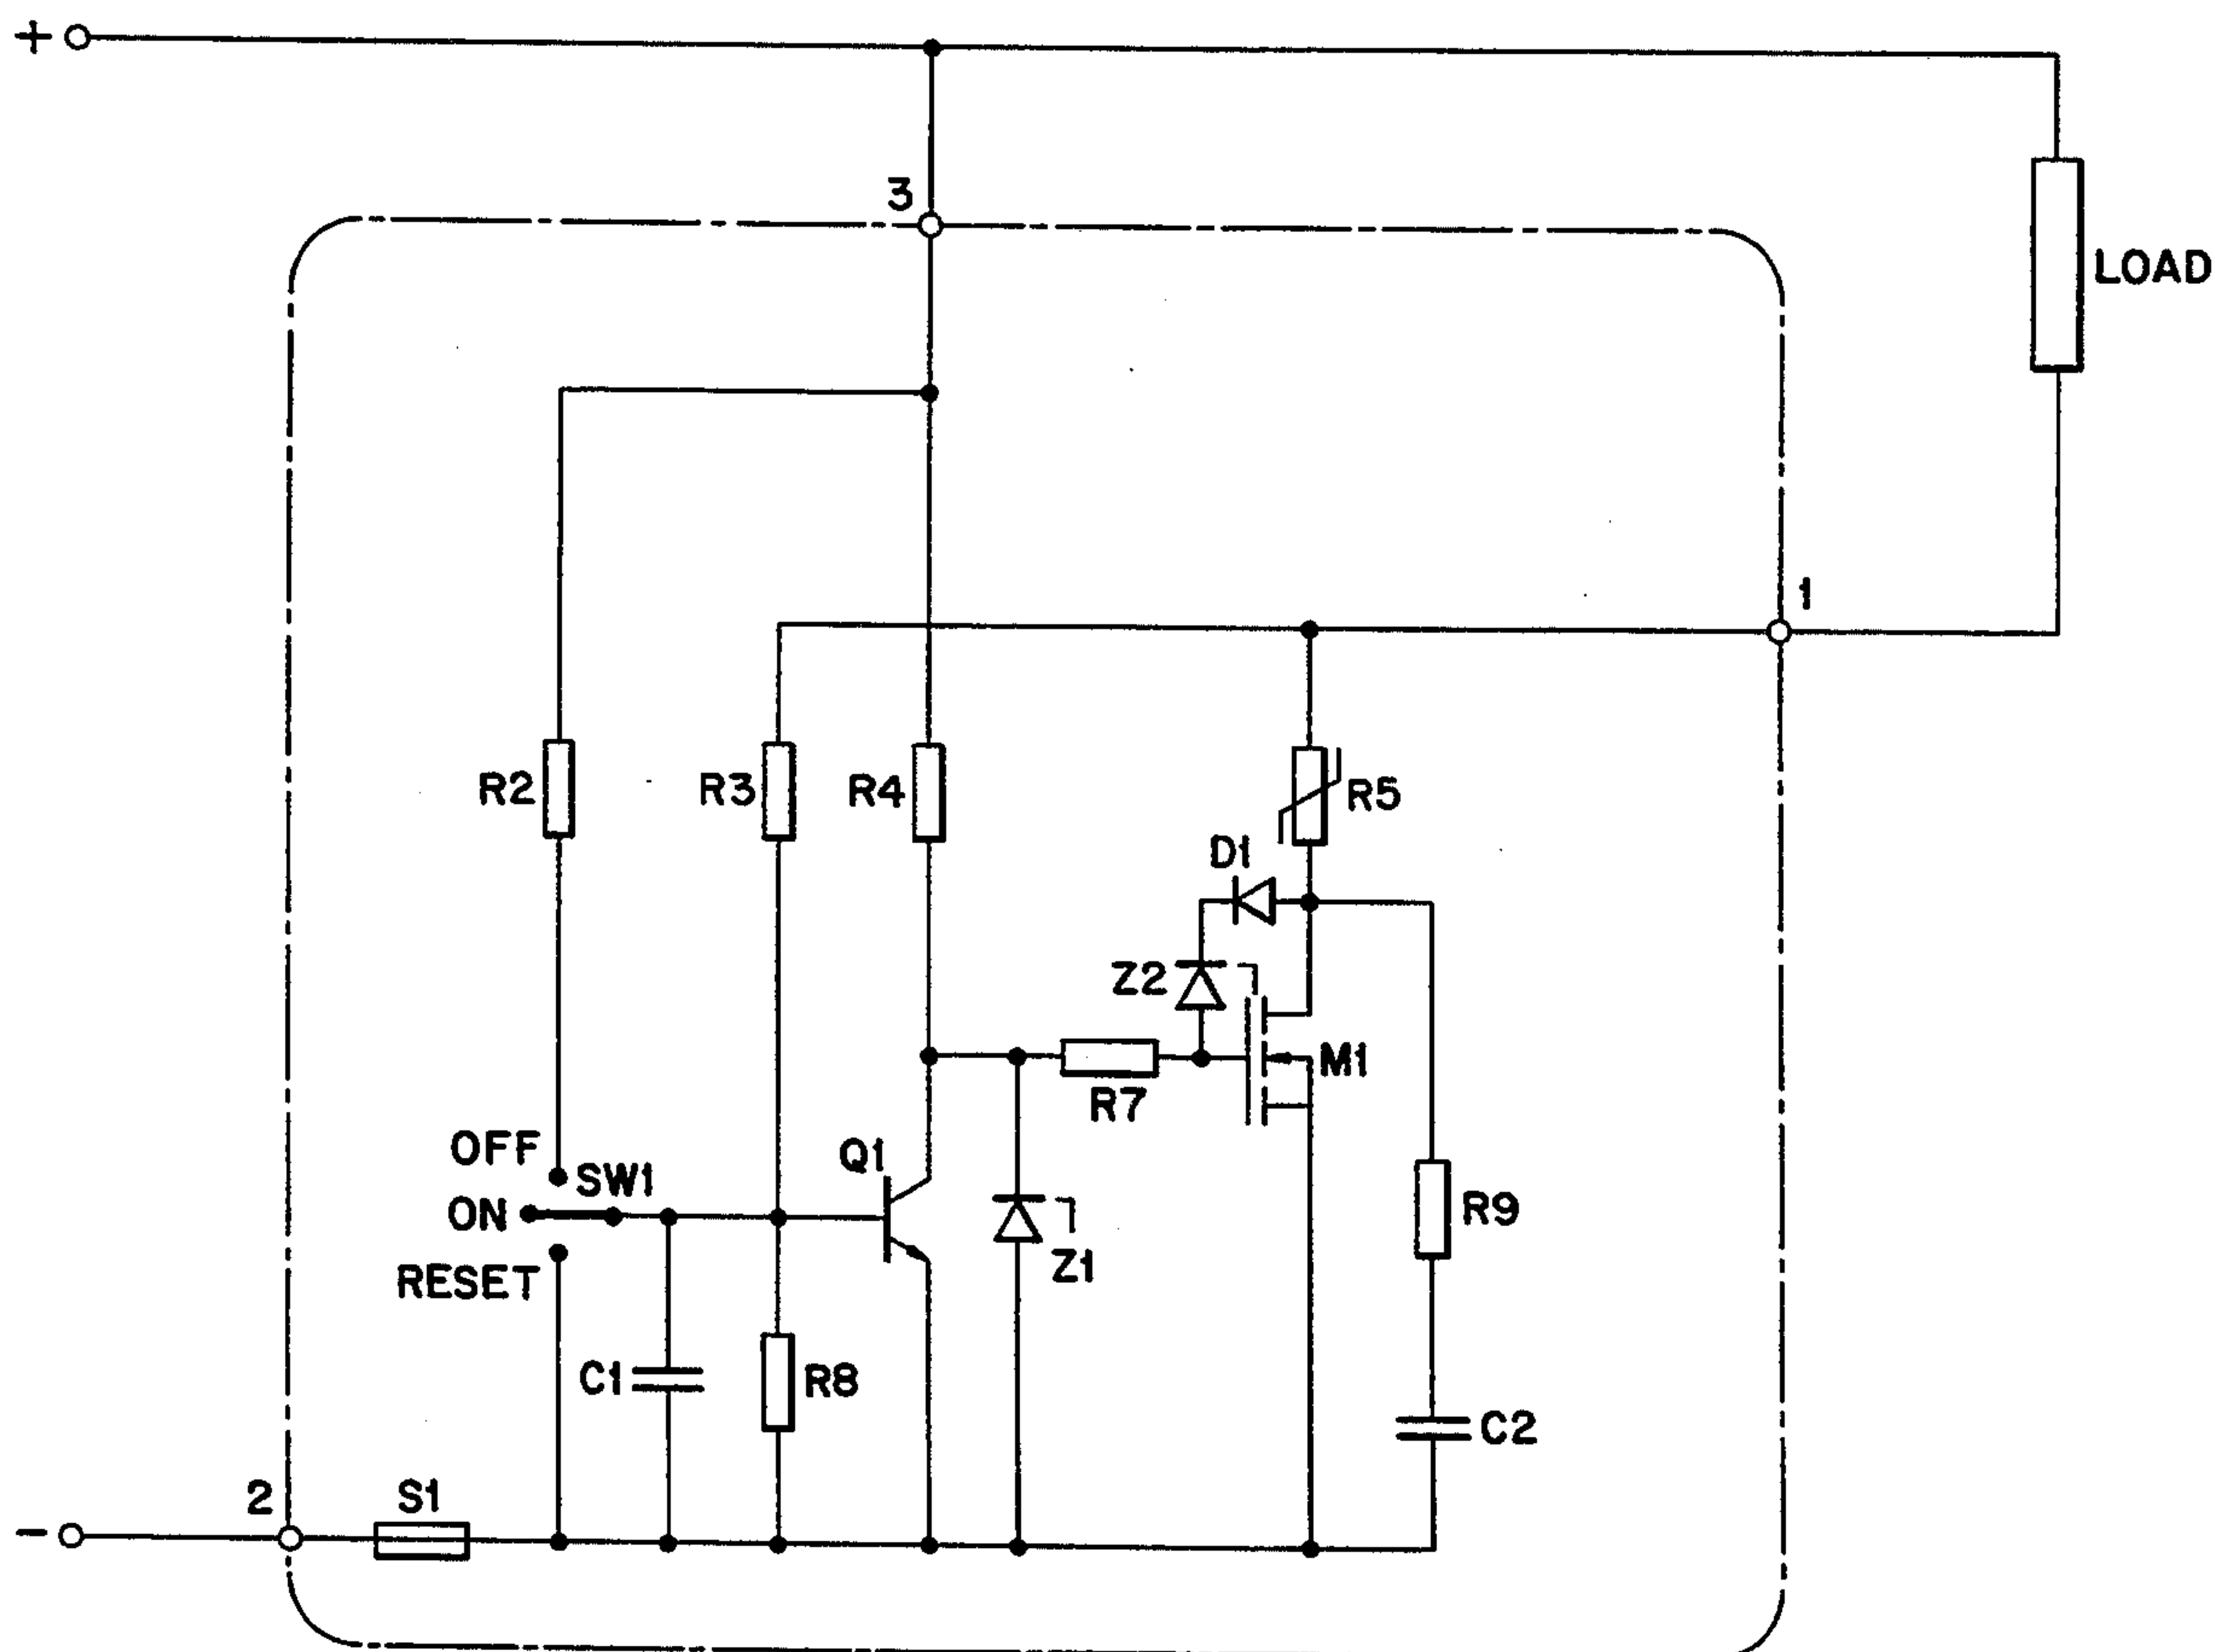 +
3
LOAD
1
R2
R3
R4
R5
D1
Z2
M1
R7
OFF
SW1
Q1
ON
R9
Z1
RESET
C1
R8
C2
2
S1
-